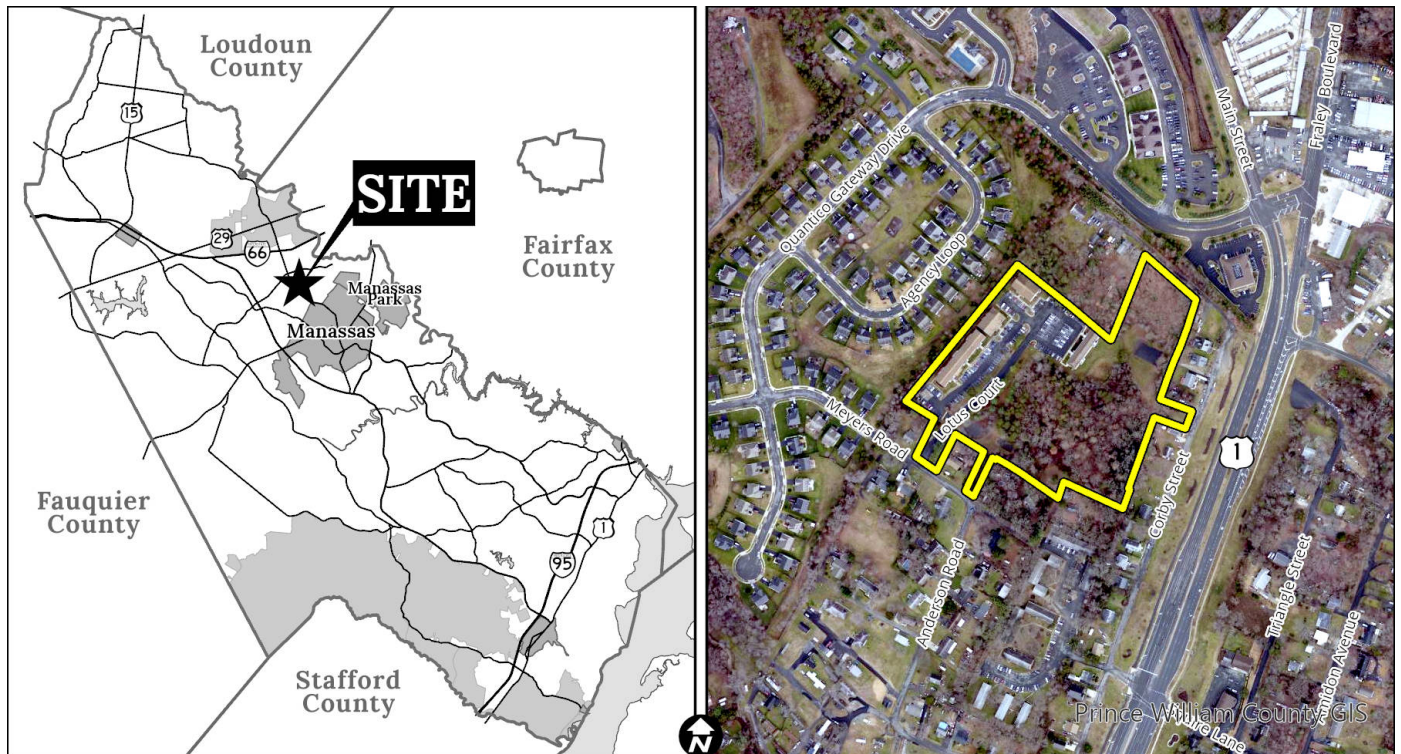 Loudoun
County
15
SITE
29
66
Fairfax
County
Manassas
Park
Manassas
Fauquier
County
1
95
Stafford
County
N
Main Street
Fraley Boulevard
Quantico Gateway Drive
Agency Loop
Meyers Road
Lotus Court
1
Corby Street
Anderson Road
Triangle Street
Prince William County GIS